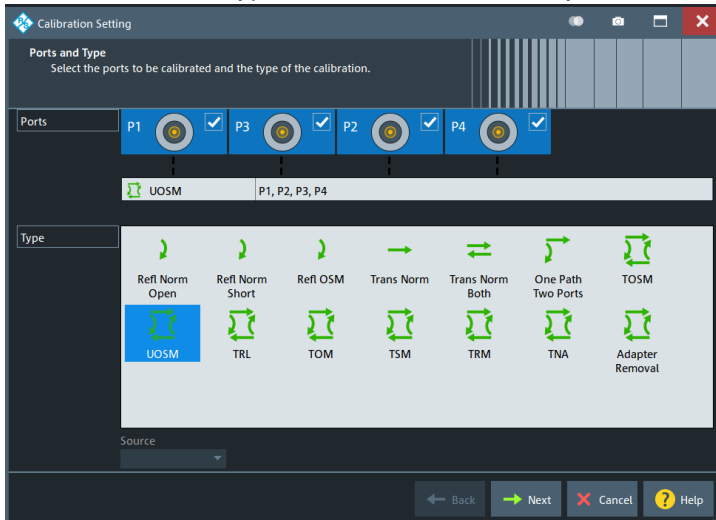 Calibration Setting
Ports and Type
Select the ports to be calibrated and the type of the calibration.
Ports
P1 P3 P2 P4
UOSM P1, P2, P3, P4
Type
Refl Norm Refl Norm Refl OSM Trans Norm Trans Norm One Path TOSM
Open Short Both Two Ports
UOSM TRL TOM TSM TRM TNA Adapter
Removal
Source
Back Next Cancel ? Help